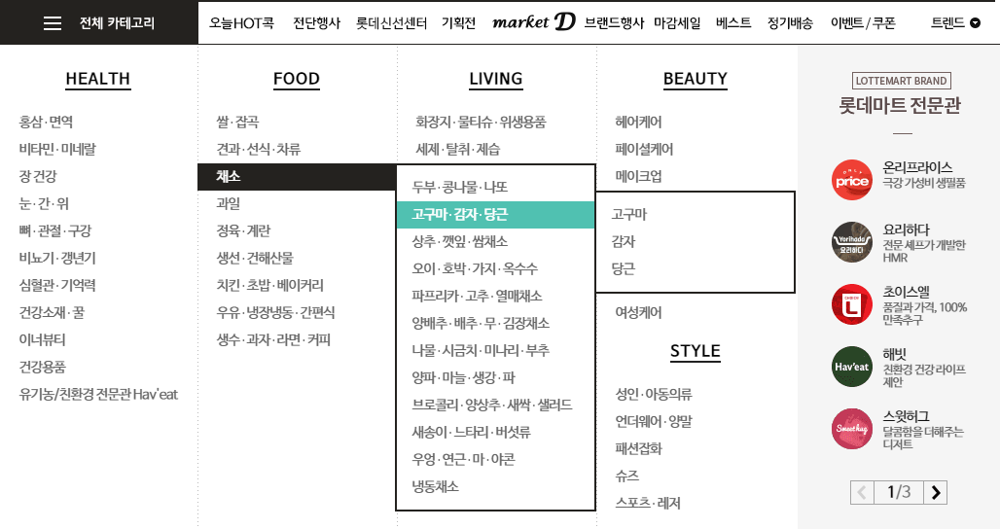 전체 카테고리
오늘HOT콕
전단행사
롯데신선센터
기획전
market D
브랜드행사
마감세일
베스트
정기배송
이벤트/쿠폰
트렌드
HEALTH
홍삼·면역
비타민·미네랄
장 건강
눈·간·위
뼈·관절·구강
비뇨기·갱년기
심혈관·기억력
건강소재·꿀
이너뷰티
건강용품
유기농/친환경 전문관 Hav'eat
FOOD
쌀·잡곡
견과·선식·차류
채소
과일
정육·계란
생선·건해산물
치킨·초밥·베이커리
우유·냉장냉동·간편식
생수·과자·라면·커피
LIVING
화장지·물티슈·위생용품
세제·탈취·제습
두부·콩나물·나또
고구마·감자·당근
상추·깻잎·쌈채소
오이·호박·가지·옥수수
파프리카·고추·열매채소
양배추·배추·무·김장채소
나물·시금치·미나리·부추
양파·마늘·생강·파
브로콜리·양상추·새싹·샐러드
새송이·느타리·버섯류
우엉·연근·마·야콘
냉동채소
BEAUTY
헤어케어
페이셜케어
메이크업
고구마
감자
당근
여성케어
STYLE
성인·아동의류
언더웨어·양말
패션잡화
슈즈
스포츠·레저
LOTTEMART BRAND
롯데마트 전문관
ONLY
price
온리프라이스
극강 가성비 생필품
Yorihada
요리하다
요리하다
전문 셰프가 개발한
HMR
CHOICE
L
초이스엘
품질과 가격, 100%
만족추구
Hav'eat
해빗
친환경 건강 라이프
제안
Sweethug
스윗허그
달콤함을 더해주는
디저트
1/3